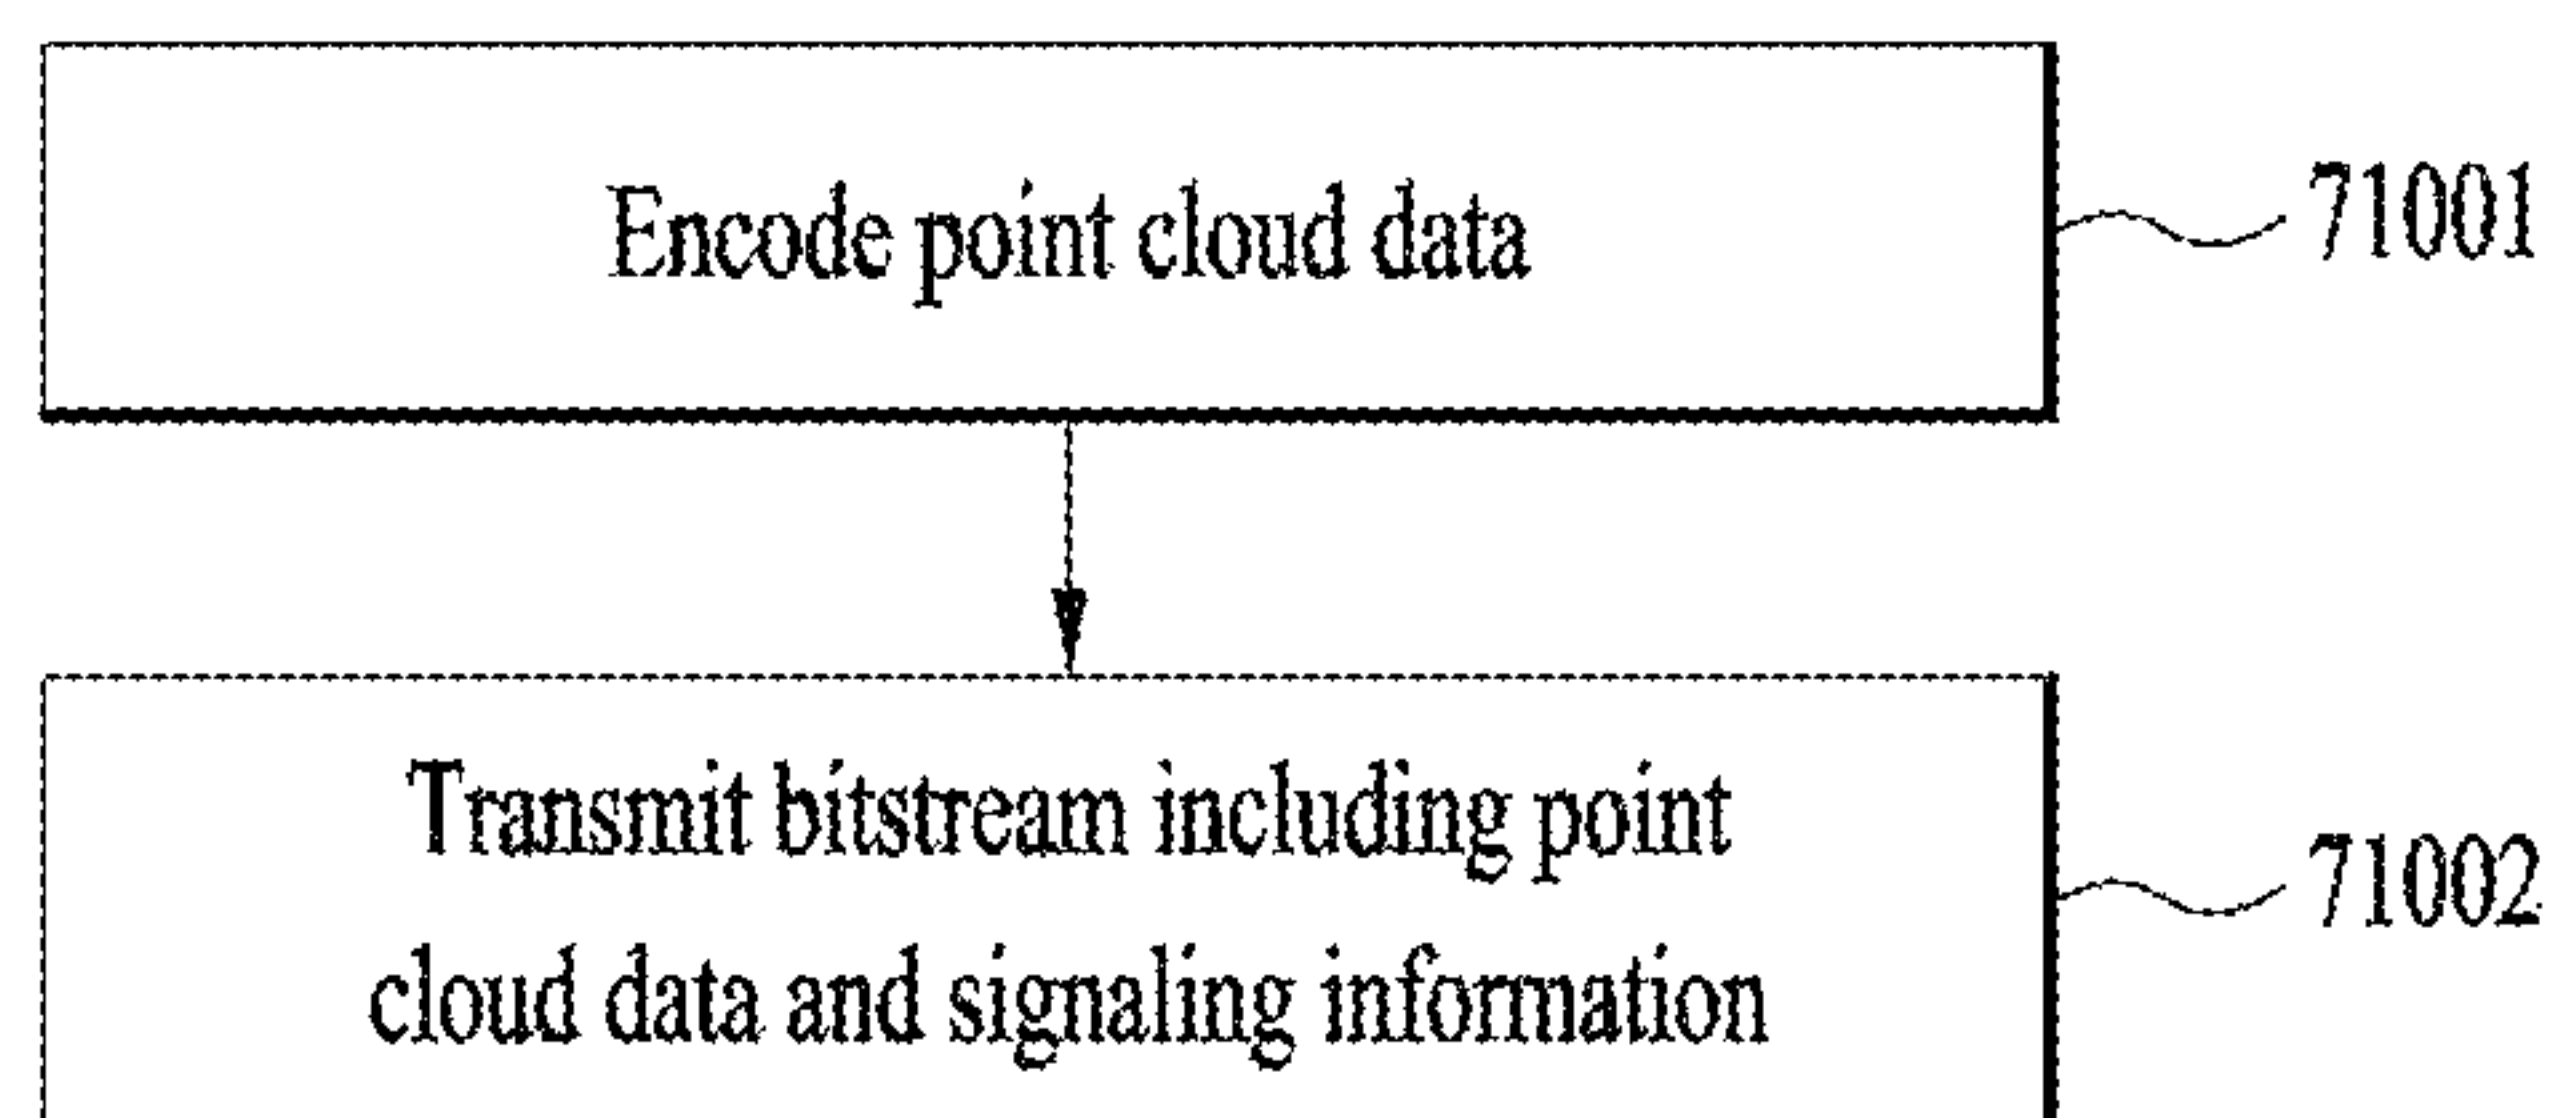 Encode point cloud data
71001
Transmit bitstream including point
cloud data and signaling information
71002